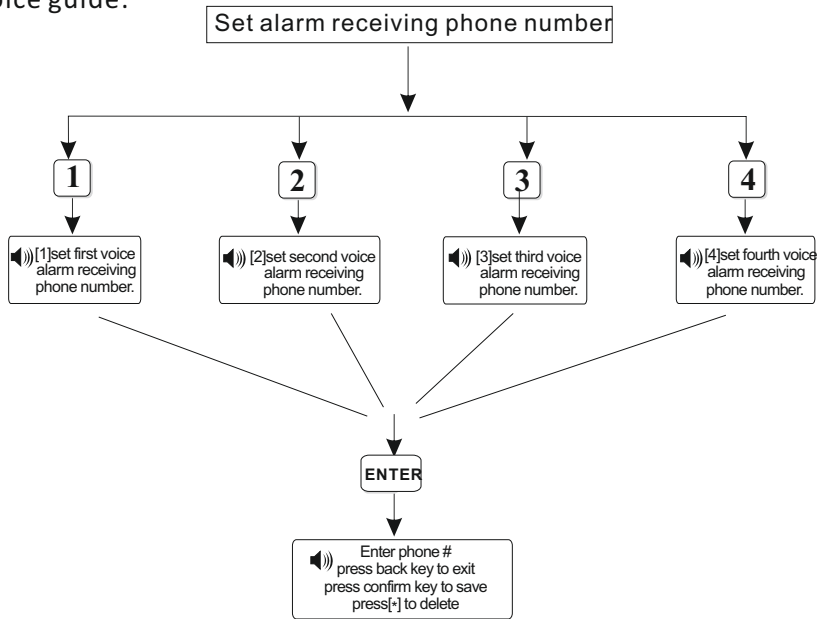 guide:
Set alarm receiving phone number
1
2
3
4
[1]set first voice
alarm receiving
phone number.
[2]set second voice
alarm receiving
phone number.
[3]set third voice
alarm receiving
phone number.
[4]set fourth voice
alarm receiving
phone number.
ENTER
Enter phone #
press back key to exit
press confirm key to save
press[*] to delete